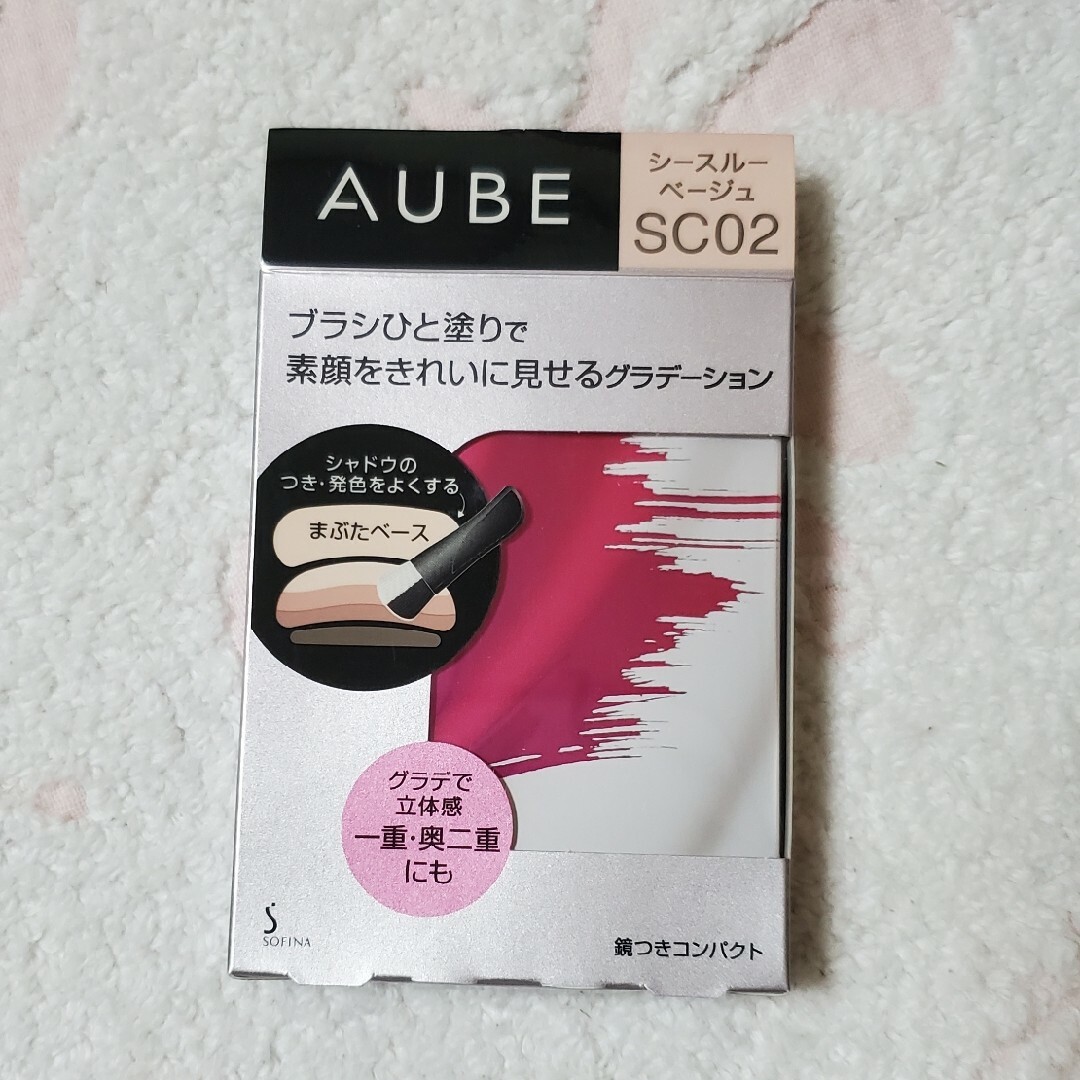 AUBE
シースルー
ベージュ
SC02
ブラシひと塗りで
素顔をきれいに見せるグラデーション
シャドウの
つき・発色をよくする
まぶたベース
グラデで
立体感
一重・奥二重
にも
SOFINA
鏡つきコンパクト